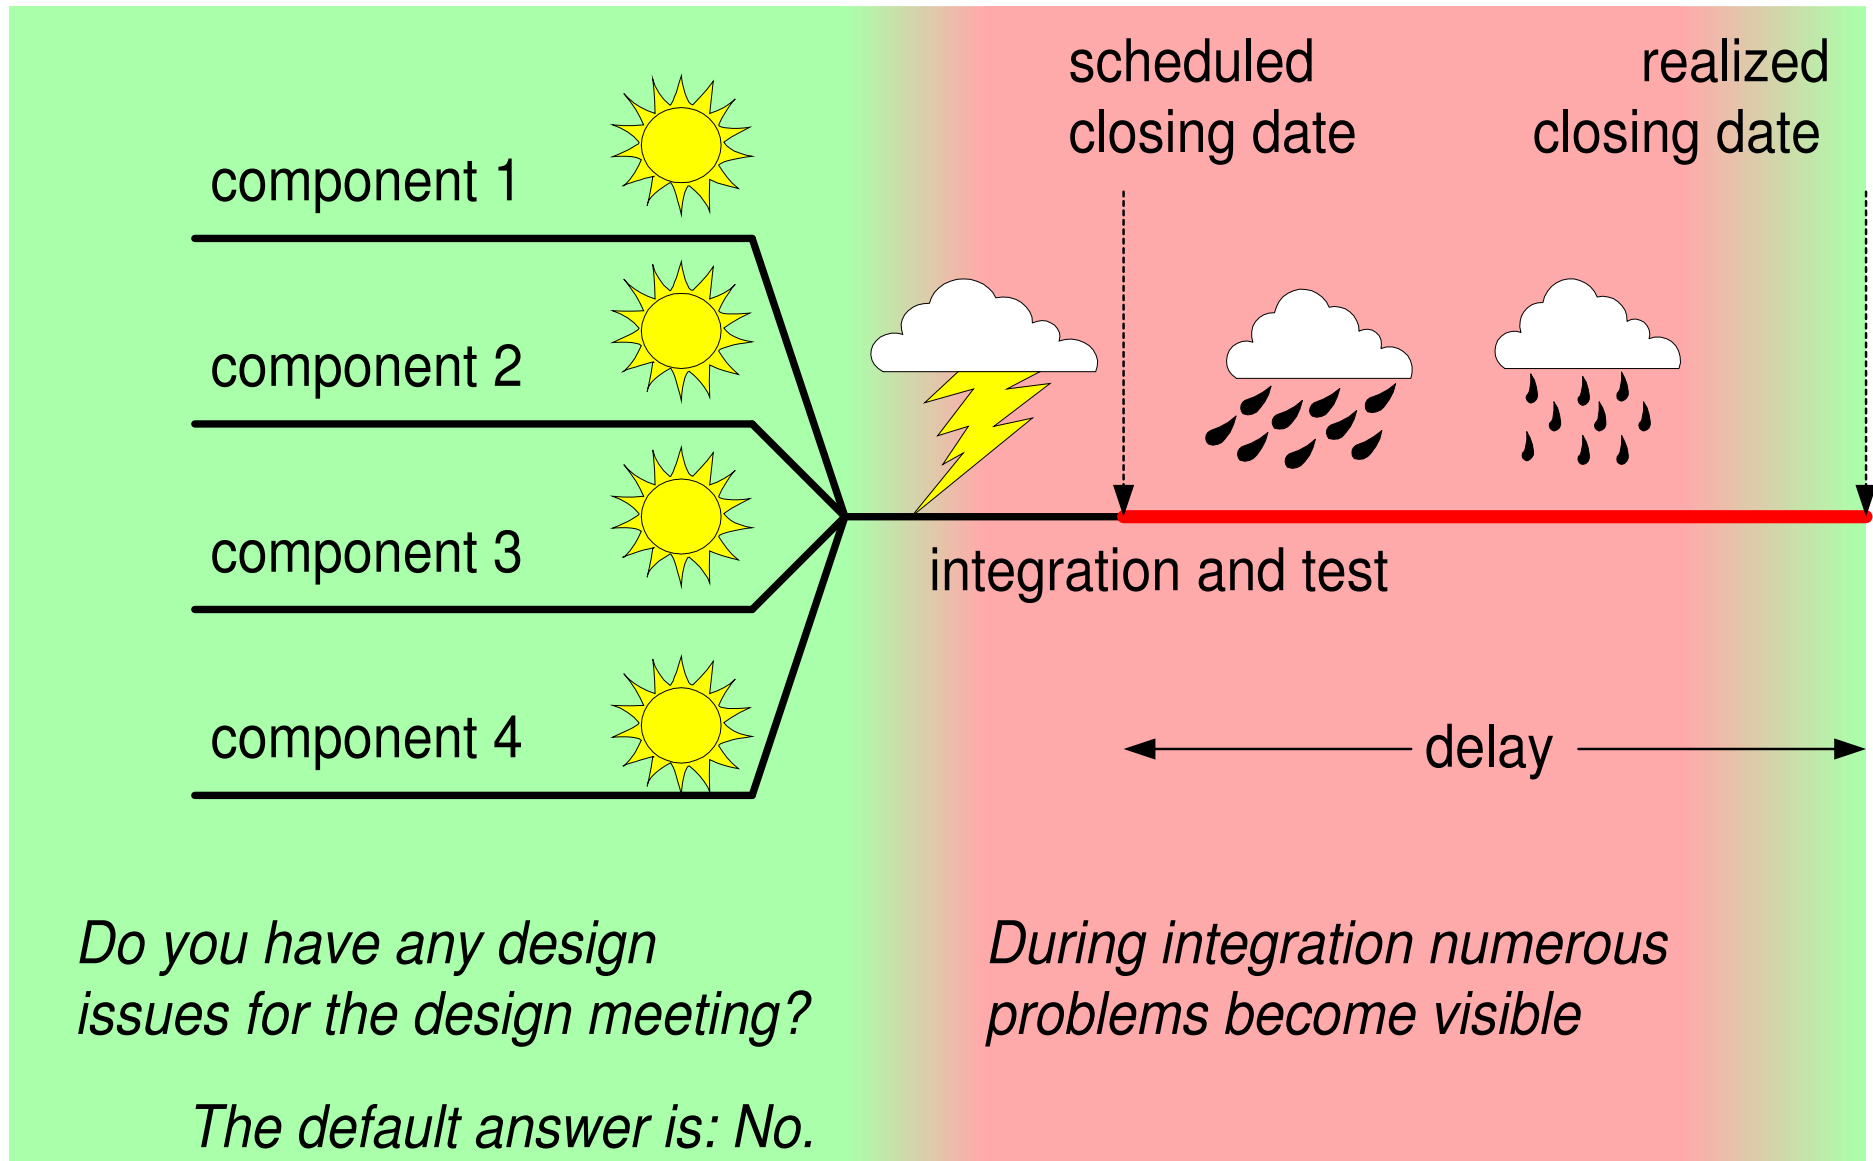 scheduled
closing date
realized
closing date
component 1
component 2
component 3
integration and test
component 4
delay
Do you have any design
issues for the design meeting?
The default answer is: No.
During integration numerous
problems become visible